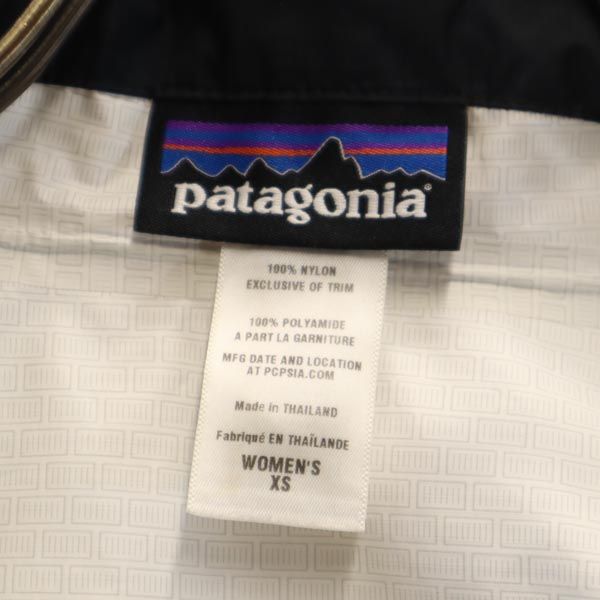 patagonia®
100% NYLON
EXCLUSIVE OF TRIM
100% POLYAMIDE
A PART LA GARNITURE
MFG DATE AND LOCATION
AT PCPSIA.COM
Made in THAILAND
Fabriqué EN THAÏLANDE
WOMEN'S
XS